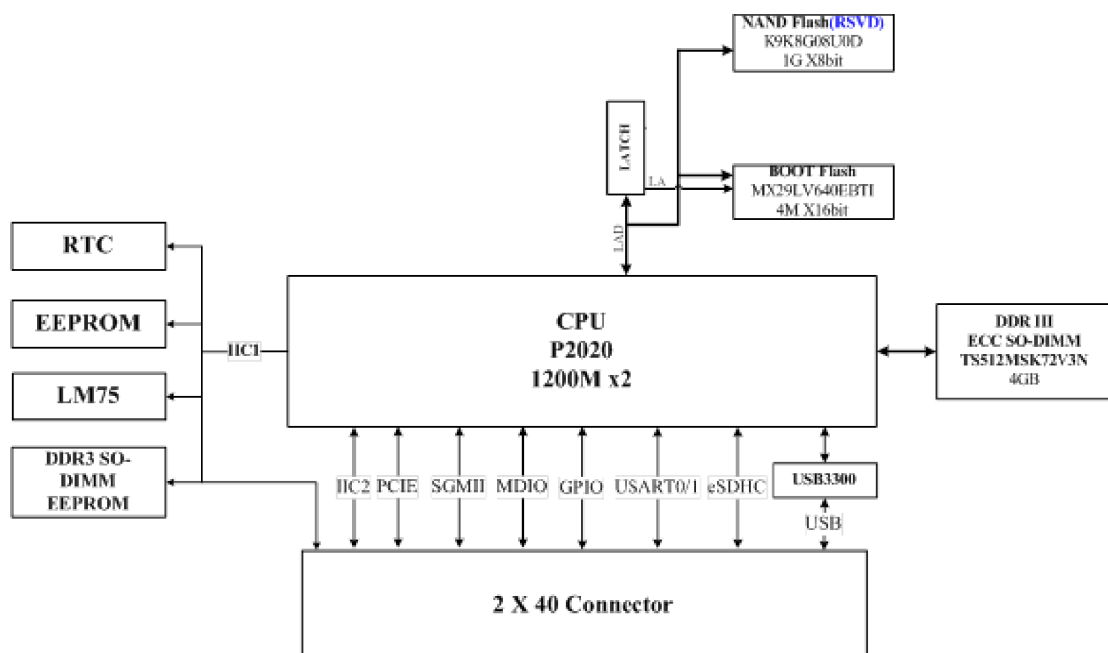 NAND Flash(RSVD)
K9K8G08U0D
1G X8bit
LATCH
LA
BOOT Flash
MX29LV640EBTI
4M X16bit
LAD
RTC
EEPROM
IIC1
LM75
DDR3 SO-
DIMM
EEPROM
CPU
P2020
1200M x2
DDR III
ECC SO-DIMM
TS512MSK72V3N
4GB
IIC2
PCIE
SGMII
MDIO
GPIO
USART0/1
eSDHC
USB3300
USB
2 X 40 Connector